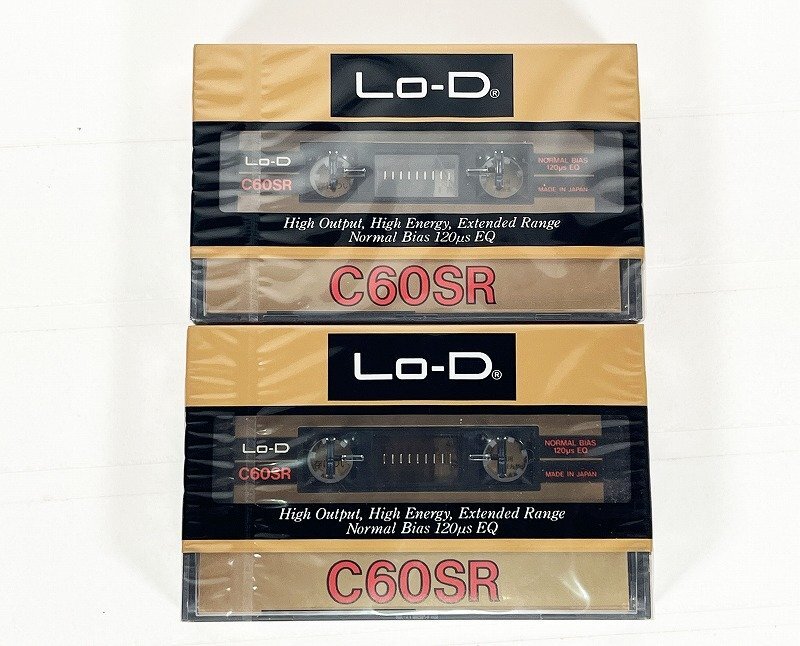 Lo-D®
Lo-D
C60SR
NORMAL BIAS
120µs EQ
MADE IN JAPAN
High Output, High Energy, Extended Range
Normal Bias 120µs EQ
C60SR
Lo-D®
Lo-D
C60SR
NORMAL BIAS
120µs EQ
MADE IN JAPAN
High Output, High Energy, Extended Range
Normal Bias 120µs EQ
C60SR